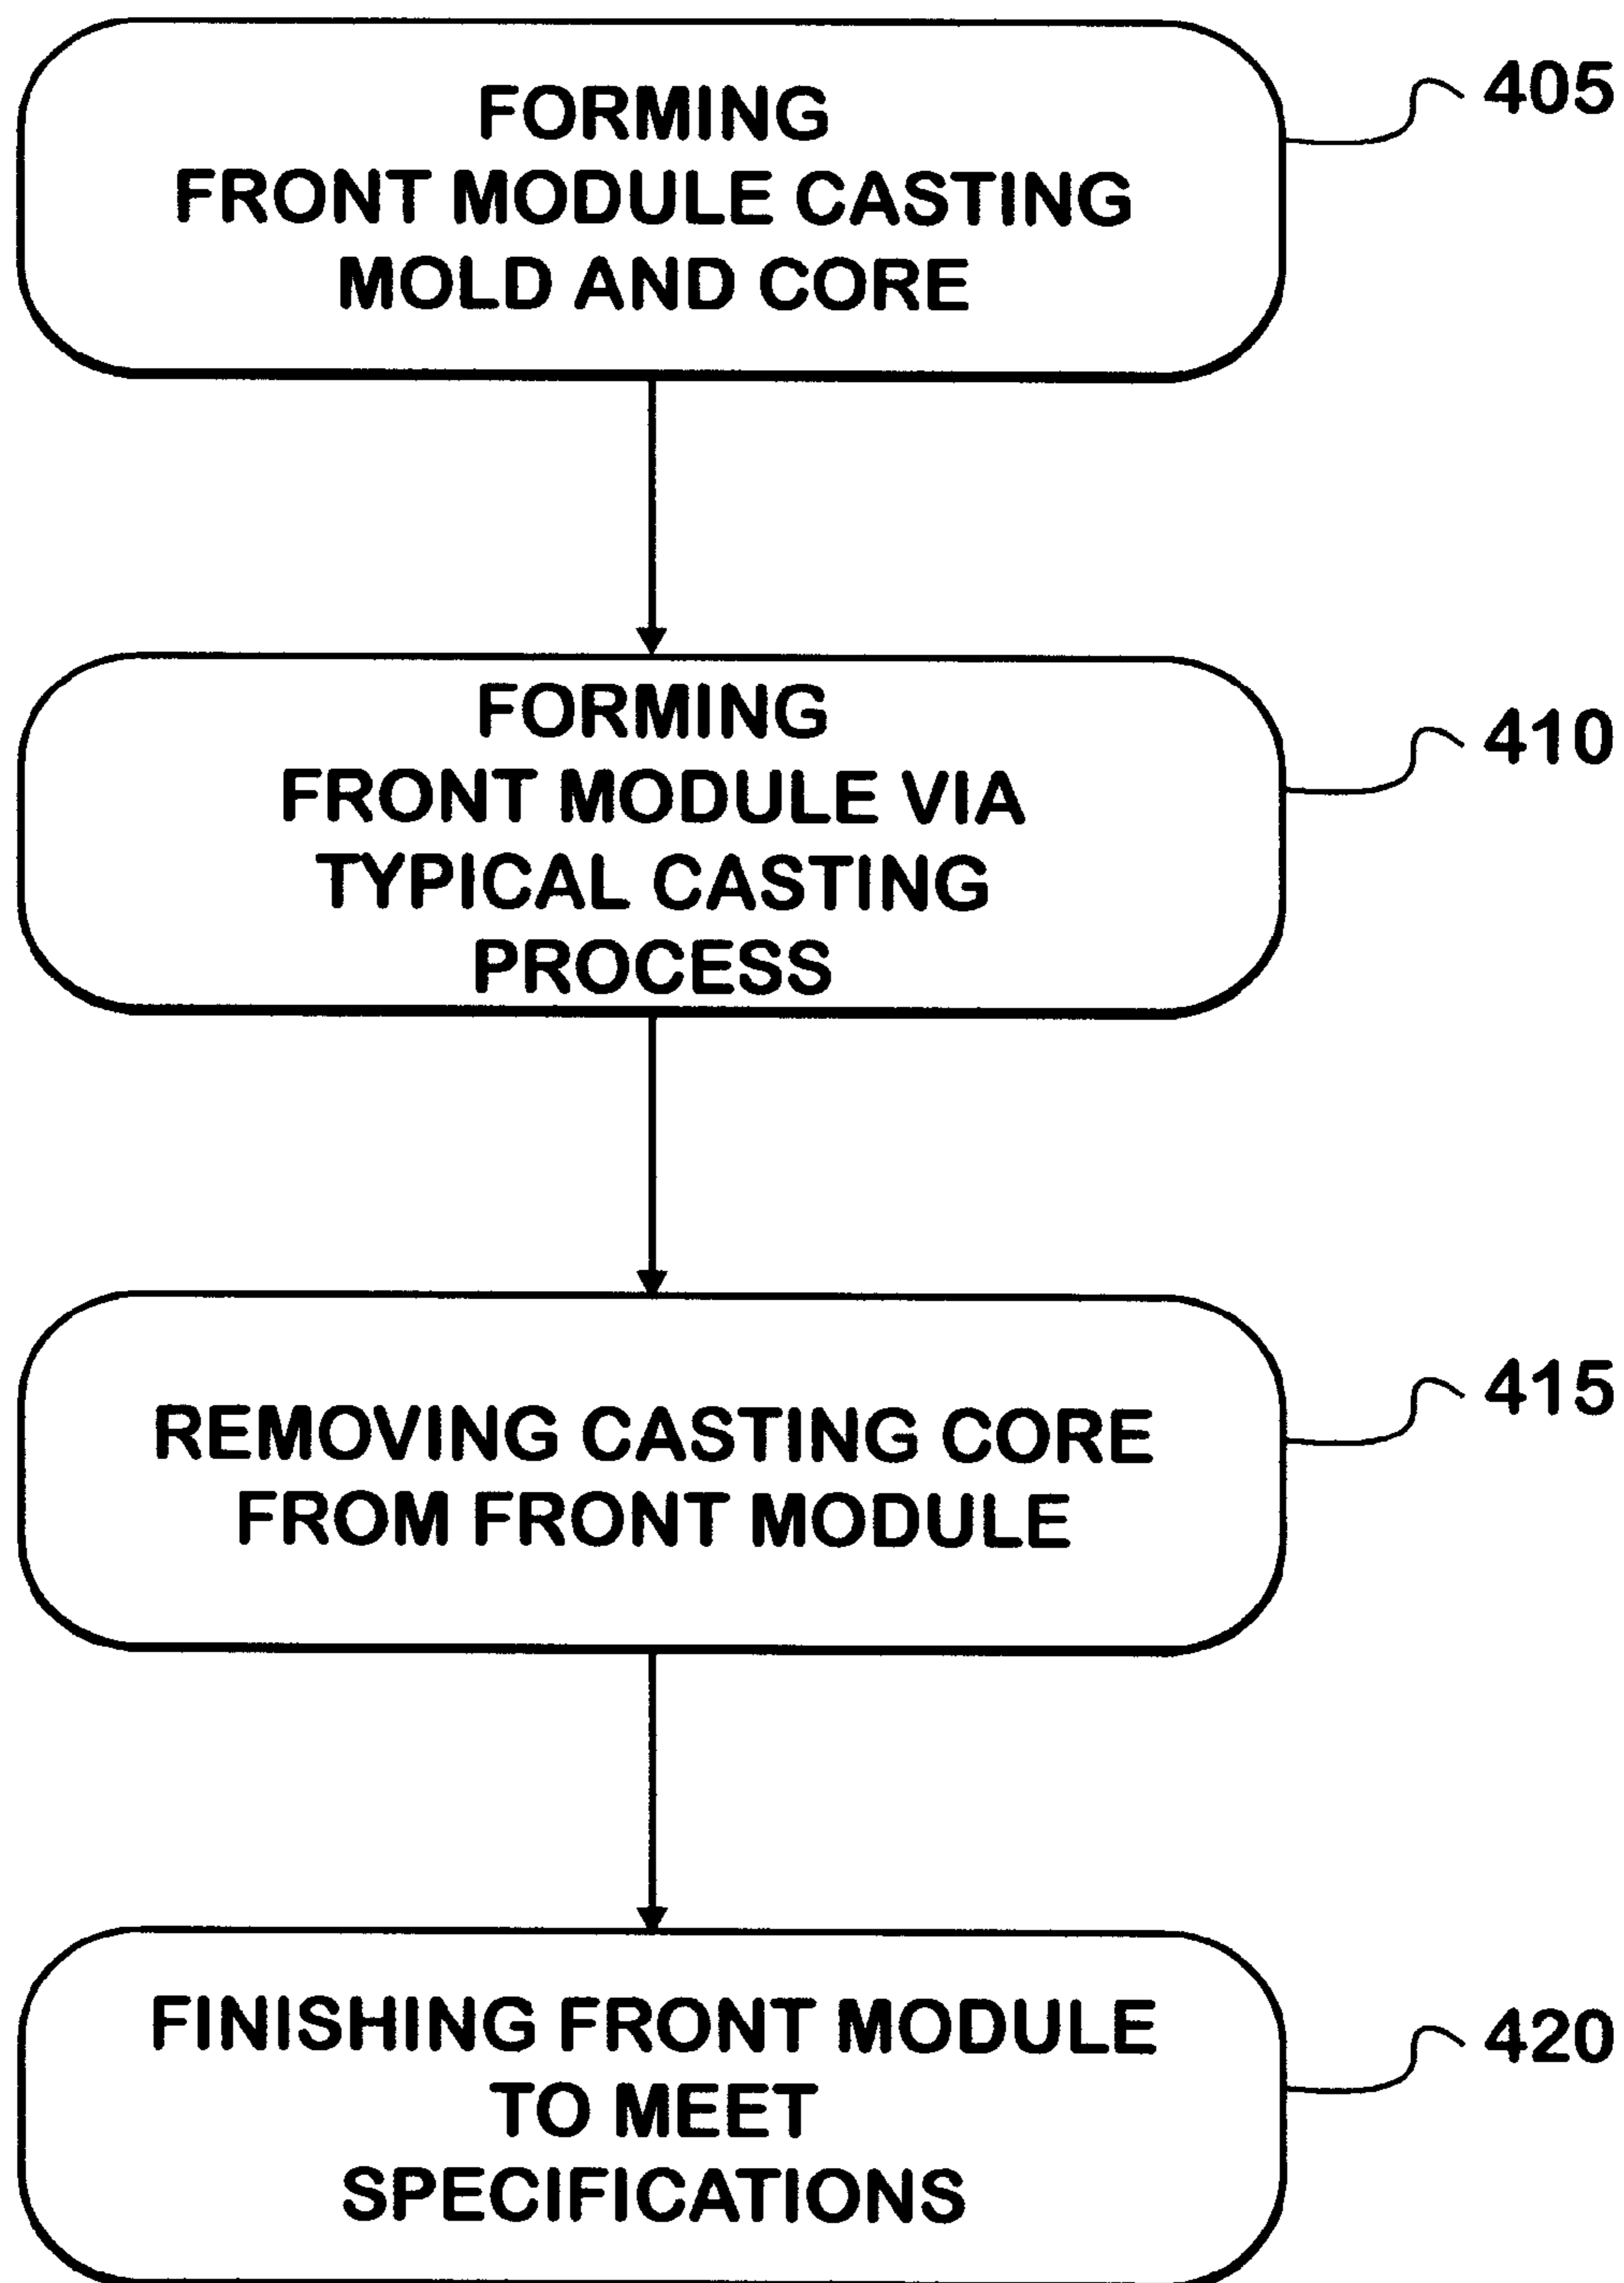 FORMING
FRONT MODULE CASTING
MOLD AND CORE
405
FORMING
FRONT MODULE VIA
TYPICAL CASTING
PROCESS
410
REMOVING CASTING CORE
FROM FRONT MODULE
415
FINISHING FRONT MODULE
TO MEET
SPECIFICATIONS
420